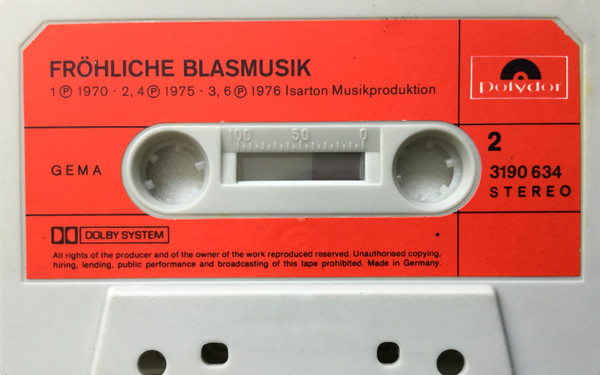 FRÖHLICHE BLASMUSIK
1 Ⓟ 1970 · 2, 4 Ⓟ 1975 · 3, 6 Ⓟ 1976 Isarton Musikproduktion
polydor
100 50 0
2
GEMA
3190 634
STEREO
DOLBY SYSTEM
*
All rights of the producer and of the owner of the work reproduced reserved. Unauthorised copying,
hiring, lending, public performance and broadcasting of this tape prohibited. Made in Germany.